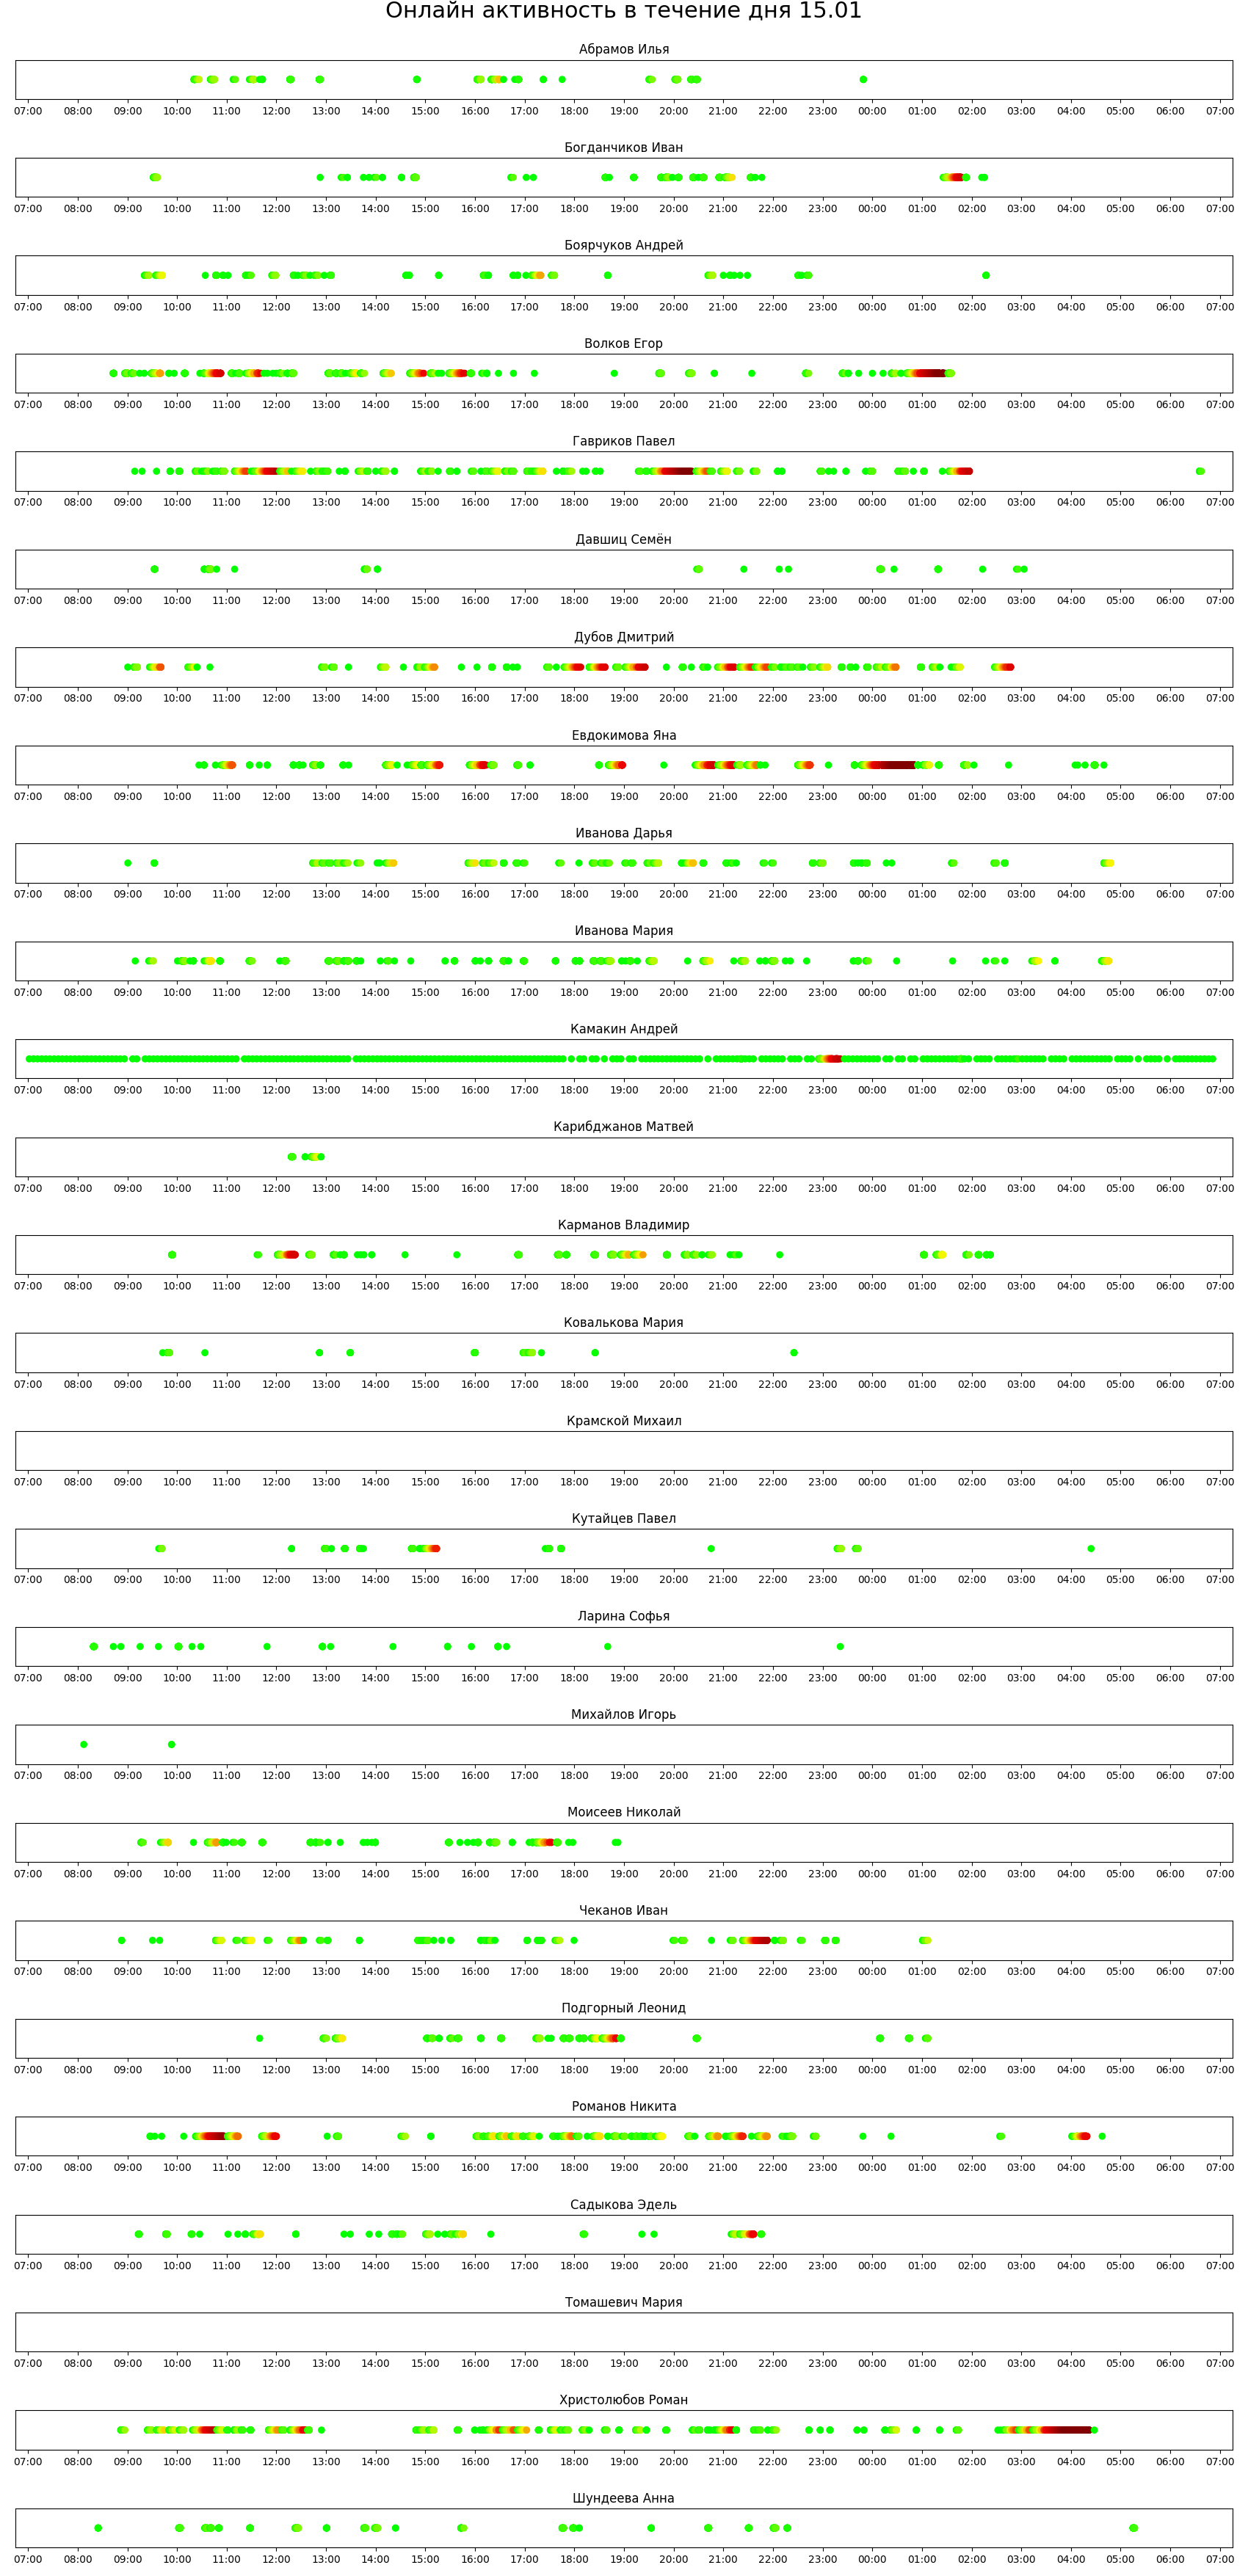 Онлайн активность в течение дня 15.01
Абрамов Илья
07:00 08:00 09:00 10:00 11:00 12:00 13:00 14:00 15:00 16:00 17:00 18:00 19:00 20:00 21:00 22:00 23:00 00:00 01:00 02:00 03:00 04:00 05:00 06:00 07:00
Богданчиков Иван
07:00 08:00 09:00 10:00 11:00 12:00 13:00 14:00 15:00 16:00 17:00 18:00 19:00 20:00 21:00 22:00 23:00 00:00 01:00 02:00 03:00 04:00 05:00 06:00 07:00
Боярчуков Андрей
07:00 08:00 09:00 10:00 11:00 12:00 13:00 14:00 15:00 16:00 17:00 18:00 19:00 20:00 21:00 22:00 23:00 00:00 01:00 02:00 03:00 04:00 05:00 06:00 07:00
Волков Егор
07:00 08:00 09:00 10:00 11:00 12:00 13:00 14:00 15:00 16:00 17:00 18:00 19:00 20:00 21:00 22:00 23:00 00:00 01:00 02:00 03:00 04:00 05:00 06:00 07:00
Гавриков Павел
07:00 08:00 09:00 10:00 11:00 12:00 13:00 14:00 15:00 16:00 17:00 18:00 19:00 20:00 21:00 22:00 23:00 00:00 01:00 02:00 03:00 04:00 05:00 06:00 07:00
Давшиц Семён
07:00 08:00 09:00 10:00 11:00 12:00 13:00 14:00 15:00 16:00 17:00 18:00 19:00 20:00 21:00 22:00 23:00 00:00 01:00 02:00 03:00 04:00 05:00 06:00 07:00
Дубов Дмитрий
07:00 08:00 09:00 10:00 11:00 12:00 13:00 14:00 15:00 16:00 17:00 18:00 19:00 20:00 21:00 22:00 23:00 00:00 01:00 02:00 03:00 04:00 05:00 06:00 07:00
Евдокимова Яна
07:00 08:00 09:00 10:00 11:00 12:00 13:00 14:00 15:00 16:00 17:00 18:00 19:00 20:00 21:00 22:00 23:00 00:00 01:00 02:00 03:00 04:00 05:00 06:00 07:00
Иванова Дарья
07:00 08:00 09:00 10:00 11:00 12:00 13:00 14:00 15:00 16:00 17:00 18:00 19:00 20:00 21:00 22:00 23:00 00:00 01:00 02:00 03:00 04:00 05:00 06:00 07:00
Иванова Мария
07:00 08:00 09:00 10:00 11:00 12:00 13:00 14:00 15:00 16:00 17:00 18:00 19:00 20:00 21:00 22:00 23:00 00:00 01:00 02:00 03:00 04:00 05:00 06:00 07:00
Камакин Андрей
07:00 08:00 09:00 10:00 11:00 12:00 13:00 14:00 15:00 16:00 17:00 18:00 19:00 20:00 21:00 22:00 23:00 00:00 01:00 02:00 03:00 04:00 05:00 06:00 07:00
Карибджанов Матвей
07:00 08:00 09:00 10:00 11:00 12:00 13:00 14:00 15:00 16:00 17:00 18:00 19:00 20:00 21:00 22:00 23:00 00:00 01:00 02:00 03:00 04:00 05:00 06:00 07:00
Карманов Владимир
07:00 08:00 09:00 10:00 11:00 12:00 13:00 14:00 15:00 16:00 17:00 18:00 19:00 20:00 21:00 22:00 23:00 00:00 01:00 02:00 03:00 04:00 05:00 06:00 07:00
Ковалькова Мария
07:00 08:00 09:00 10:00 11:00 12:00 13:00 14:00 15:00 16:00 17:00 18:00 19:00 20:00 21:00 22:00 23:00 00:00 01:00 02:00 03:00 04:00 05:00 06:00 07:00
Крамской Михаил
07:00 08:00 09:00 10:00 11:00 12:00 13:00 14:00 15:00 16:00 17:00 18:00 19:00 20:00 21:00 22:00 23:00 00:00 01:00 02:00 03:00 04:00 05:00 06:00 07:00
Кутайцев Павел
07:00 08:00 09:00 10:00 11:00 12:00 13:00 14:00 15:00 16:00 17:00 18:00 19:00 20:00 21:00 22:00 23:00 00:00 01:00 02:00 03:00 04:00 05:00 06:00 07:00
Ларина Софья
07:00 08:00 09:00 10:00 11:00 12:00 13:00 14:00 15:00 16:00 17:00 18:00 19:00 20:00 21:00 22:00 23:00 00:00 01:00 02:00 03:00 04:00 05:00 06:00 07:00
Михайлов Игорь
07:00 08:00 09:00 10:00 11:00 12:00 13:00 14:00 15:00 16:00 17:00 18:00 19:00 20:00 21:00 22:00 23:00 00:00 01:00 02:00 03:00 04:00 05:00 06:00 07:00
Моисеев Николай
07:00 08:00 09:00 10:00 11:00 12:00 13:00 14:00 15:00 16:00 17:00 18:00 19:00 20:00 21:00 22:00 23:00 00:00 01:00 02:00 03:00 04:00 05:00 06:00 07:00
Чеканов Иван
07:00 08:00 09:00 10:00 11:00 12:00 13:00 14:00 15:00 16:00 17:00 18:00 19:00 20:00 21:00 22:00 23:00 00:00 01:00 02:00 03:00 04:00 05:00 06:00 07:00
Подгорный Леонид
07:00 08:00 09:00 10:00 11:00 12:00 13:00 14:00 15:00 16:00 17:00 18:00 19:00 20:00 21:00 22:00 23:00 00:00 01:00 02:00 03:00 04:00 05:00 06:00 07:00
Романов Никита
07:00 08:00 09:00 10:00 11:00 12:00 13:00 14:00 15:00 16:00 17:00 18:00 19:00 20:00 21:00 22:00 23:00 00:00 01:00 02:00 03:00 04:00 05:00 06:00 07:00
Садыкова Эдель
07:00 08:00 09:00 10:00 11:00 12:00 13:00 14:00 15:00 16:00 17:00 18:00 19:00 20:00 21:00 22:00 23:00 00:00 01:00 02:00 03:00 04:00 05:00 06:00 07:00
Томашевич Мария
07:00 08:00 09:00 10:00 11:00 12:00 13:00 14:00 15:00 16:00 17:00 18:00 19:00 20:00 21:00 22:00 23:00 00:00 01:00 02:00 03:00 04:00 05:00 06:00 07:00
Христолюбов Роман
07:00 08:00 09:00 10:00 11:00 12:00 13:00 14:00 15:00 16:00 17:00 18:00 19:00 20:00 21:00 22:00 23:00 00:00 01:00 02:00 03:00 04:00 05:00 06:00 07:00
Шундеева Анна
07:00 08:00 09:00 10:00 11:00 12:00 13:00 14:00 15:00 16:00 17:00 18:00 19:00 20:00 21:00 22:00 23:00 00:00 01:00 02:00 03:00 04:00 05:00 06:00 07:00